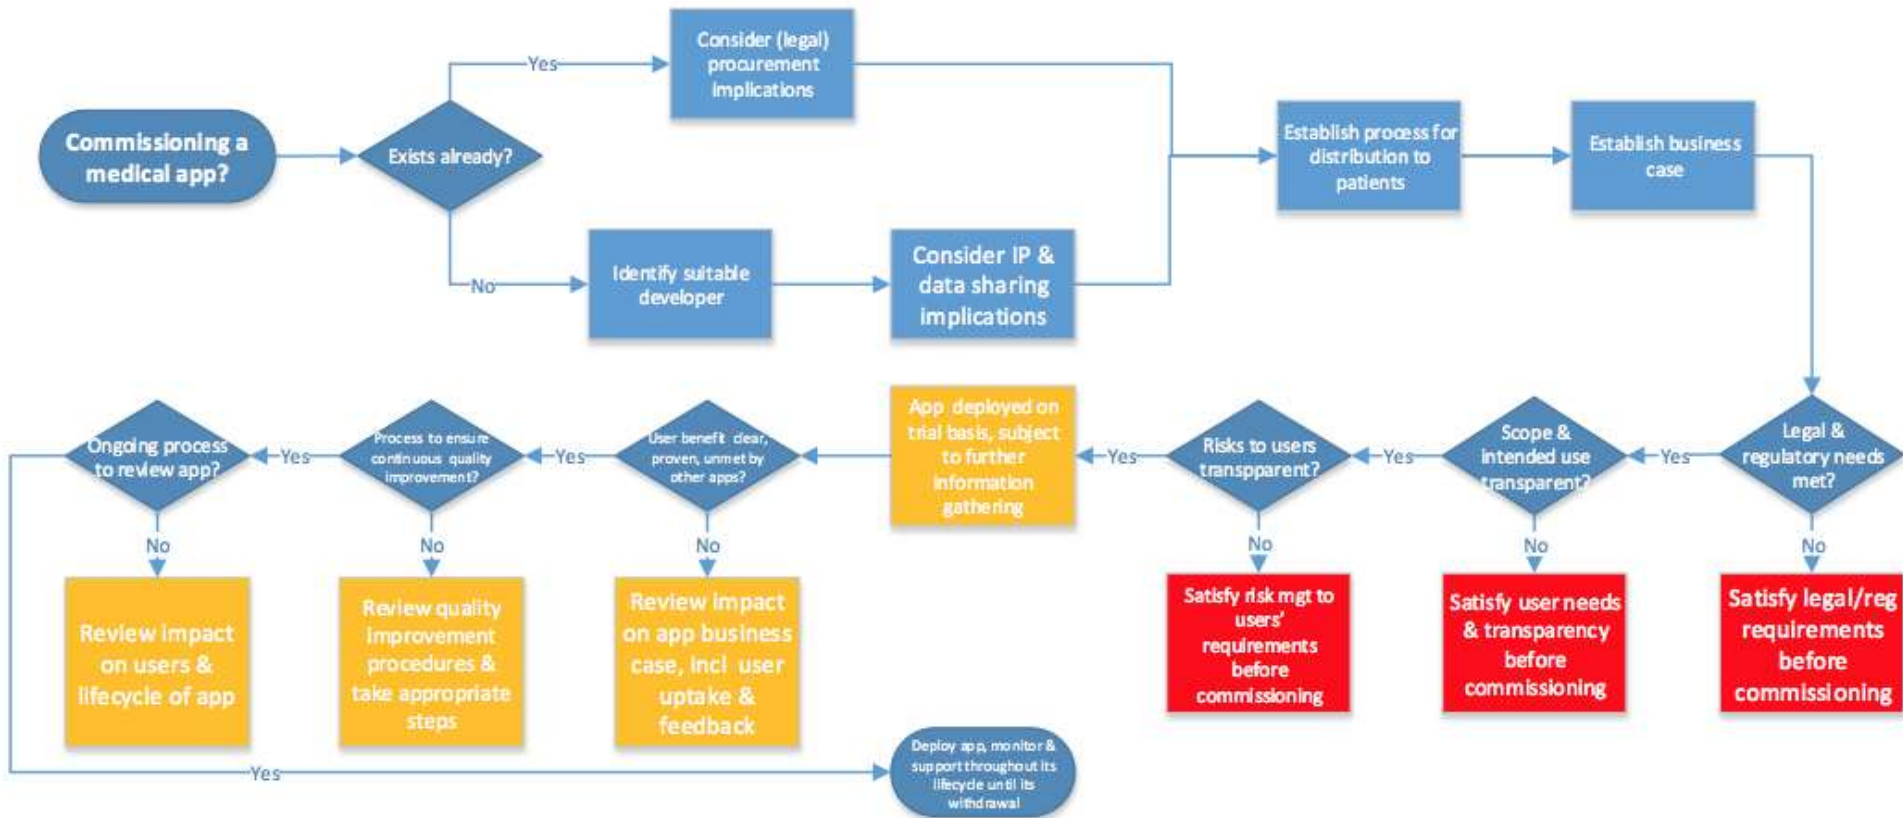 Commissioning a
medical app?
Exists already?
Yes
Consider (legal)
procurement
implications
No
Identify suitable
developer
Consider IP &
data sharing
implications
Establish process for
distribution to
patients
Establish business
case
Legal &
regulatory needs
met?
No
Satisfy legal/reg
requirements
before
commissioning
Yes
Scope &
intended use
transparent?
No
Satisfy user needs
& transparency
before
commissioning
Yes
Risks to users
transpparent?
No
Satisfy risk mgt to
users'
requirements
before
commissioning
Yes
App deployed on
trial basis, subject
to further
information
gathering
User benefit clear,
proven, unmet by
other apps?
No
Review impact
on app business
case, incl user
uptake &
feedback
Yes
Process to ensure
continuous quality
improvement?
No
Review quality
improvement
procedures &
take appropriate
steps
Yes
Ongoing process
to review app?
No
Review impact
on users &
lifecycle of app
Yes
Deploy app, monitor &
support throughout its
lifecycle until its
withdrawal